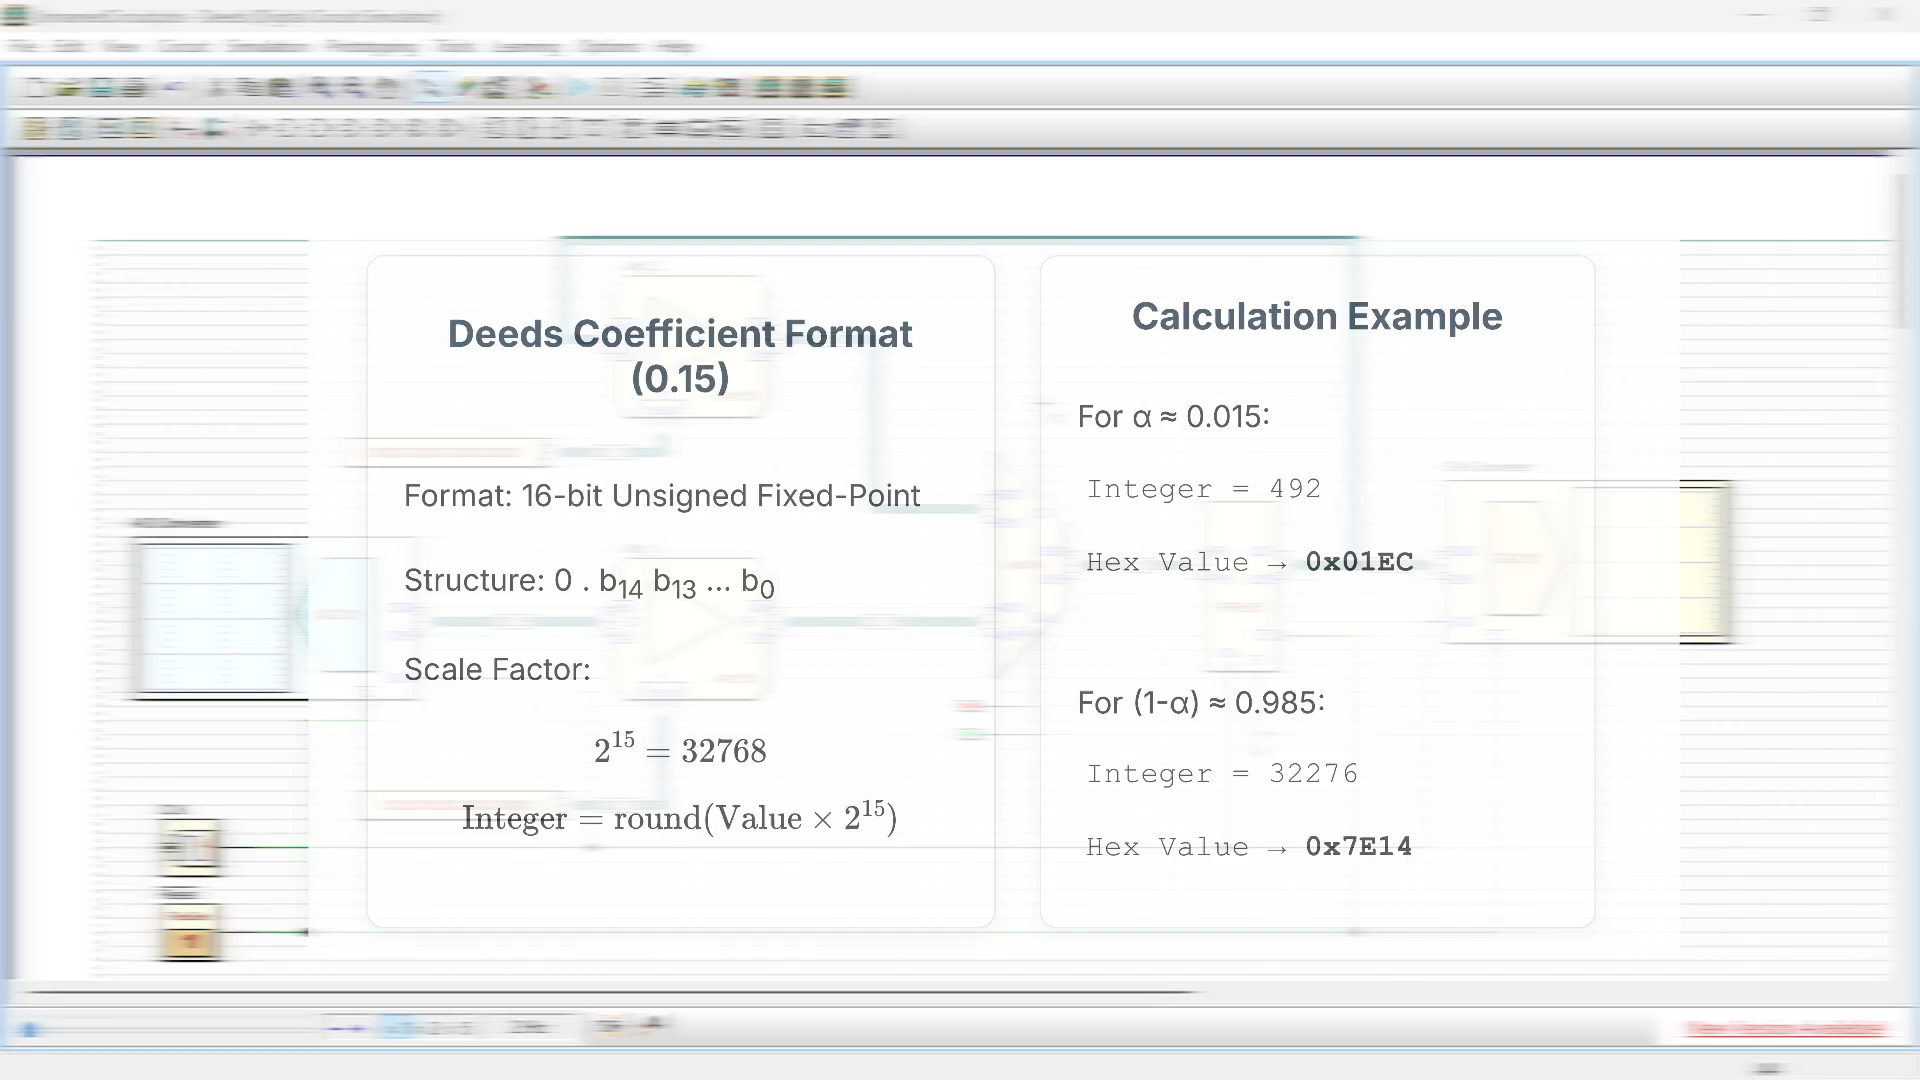 Deeds Coefficient Format
(0.15)
Format: 16-bit Unsigned Fixed-Point
Structure: 0 . b14 b13 ... b0
Scale Factor:
2^15 = 32768
Integer = round(Value × 2^15)
Calculation Example
For α ≈ 0.015:
Integer = 492
Hex Value → 0x01EC
For (1-α) ≈ 0.985:
Integer = 32276
Hex Value → 0x7E14